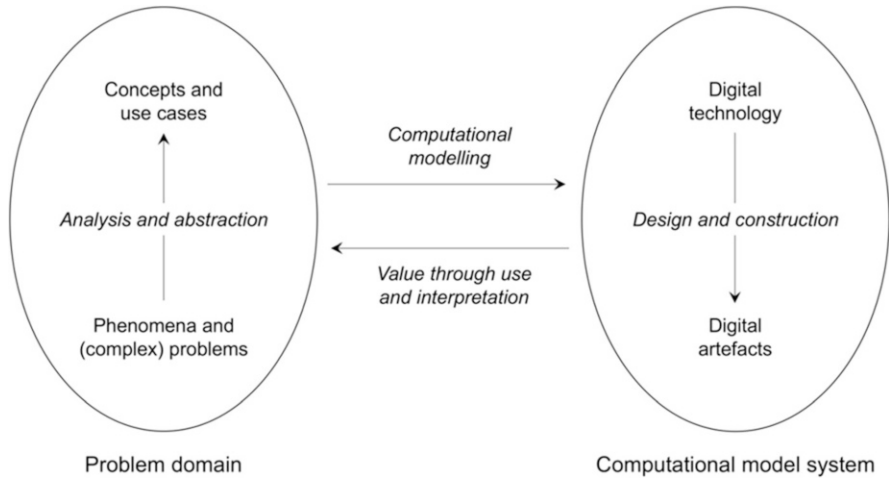 Concepts and
use cases
Analysis and abstraction
Phenomena and
(complex) problems
Problem domain
Computational
modelling
Value through use
and interpretation
Digital
technology
Design and construction
Digital
artefacts
Computational model system